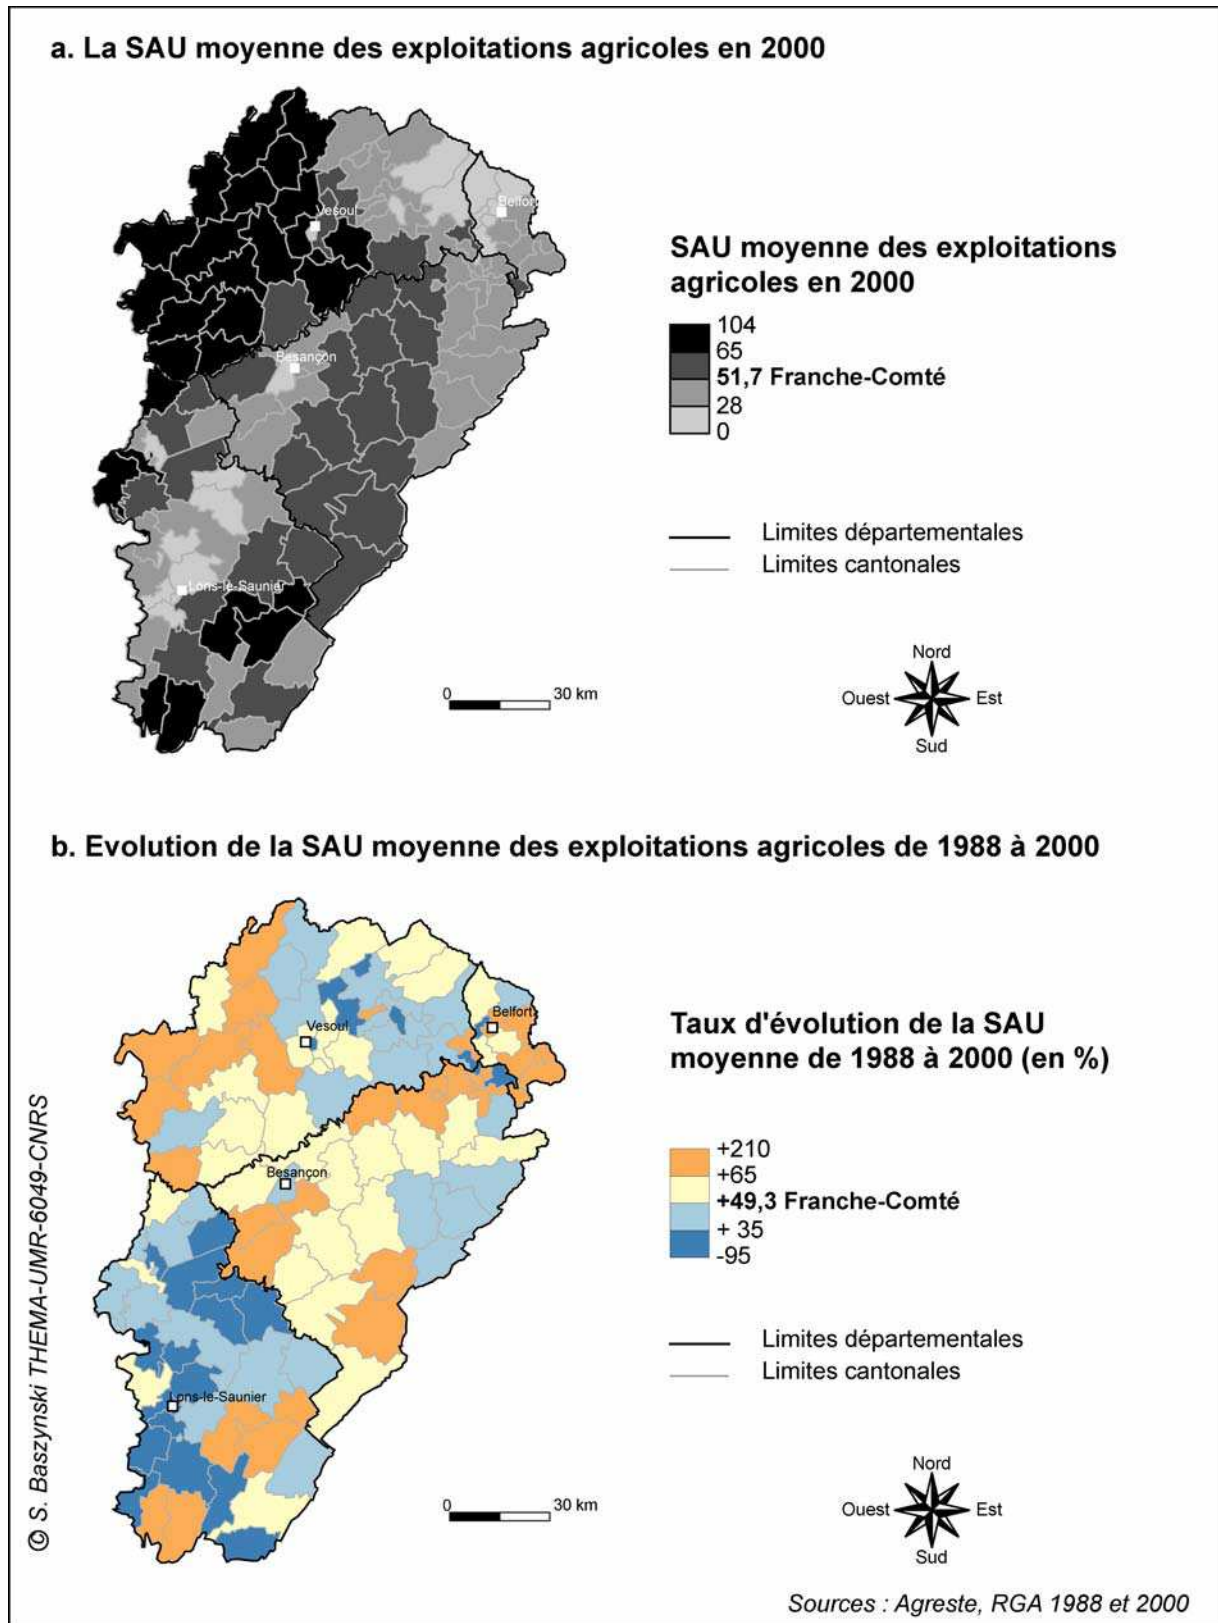 a. La SAU moyenne des exploitations agricoles en 2000
Vesoul
Belfort
Besançon
Lons-le-Saunier
SAU moyenne des exploitations
agricoles en 2000
104
65
51,7 Franche-Comté
28
0
Limites départementales
Limites cantonales
0 30 km
Nord
Ouest Est
Sud
b. Evolution de la SAU moyenne des exploitations agricoles de 1988 à 2000
Vesoul
Belfort
Besançon
Lons-le-Saunier
Taux d'évolution de la SAU
moyenne de 1988 à 2000 (en %)
+210
+65
+49,3 Franche-Comté
+ 35
-95
Limites départementales
Limites cantonales
0 30 km
Nord
Ouest Est
Sud
© S. Baszynski THEMA-UMR-6049-CNRS
Sources : Agreste, RGA 1988 et 2000